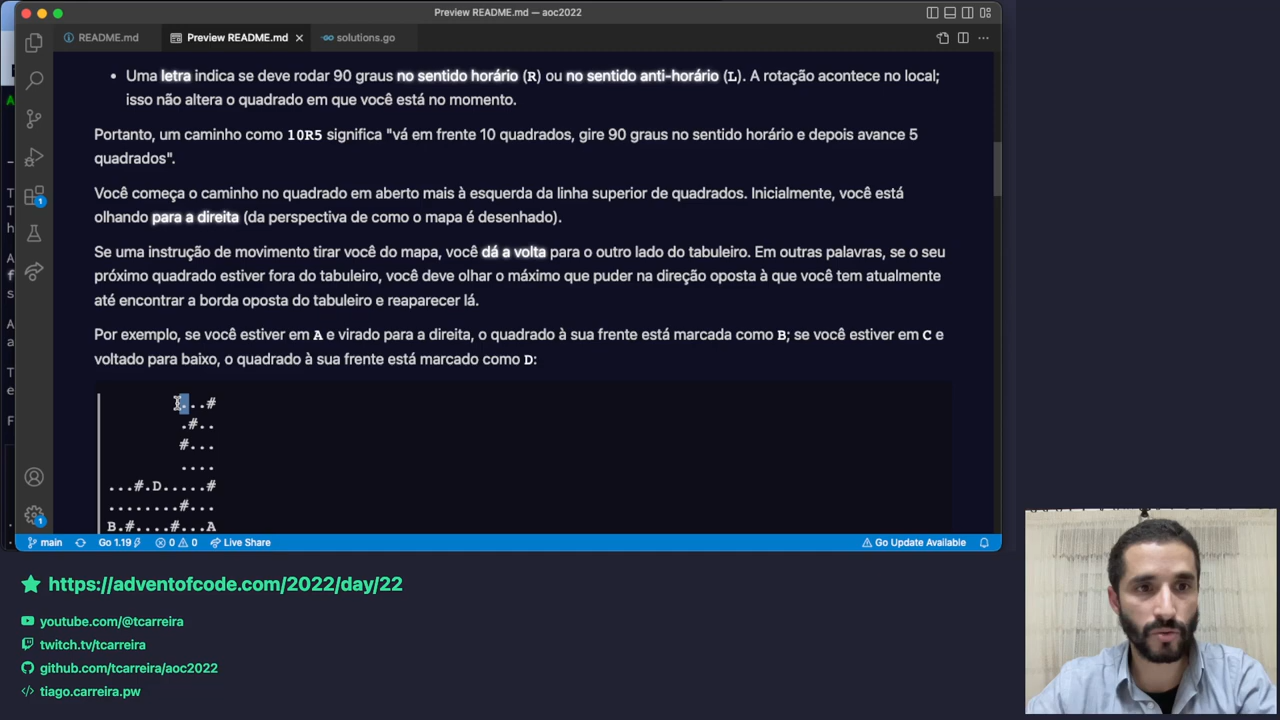 Preview README.md — aoc2022
README.md
Preview README.md
solutions.go
• Uma letra indica se deve rodar 90 graus no sentido horário (R) ou no sentido anti-horário (L). A rotação acontece no local;
isso não altera o quadrado em que você está no momento.
Portanto, um caminho como 10R5 significa "vá em frente 10 quadrados, gire 90 graus no sentido horário e depois avance 5
quadrados".
Você começa o caminho no quadrado em aberto mais à esquerda da linha superior de quadrados. Inicialmente, você está
olhando para a direita (da perspectiva de como o mapa é desenhado).
Se uma instrução de movimento tirar você do mapa, você dá a volta para o outro lado do tabuleiro. Em outras palavras, se o seu
próximo quadrado estiver fora do tabuleiro, você deve olhar o máximo que puder na direção oposta à que você tem atualmente
até encontrar a borda oposta do tabuleiro e reaparecer lá.
Por exemplo, se você estiver em A e virado para a direita, o quadrado à sua frente está marcada como B; se você estiver em C e
voltado para baixo, o quadrado à sua frente está marcado como D:
...#
.#..
#...
....
...#.D.....#
........#...
B.#....#...A
main
Go 1.19
0
0
Live Share
Go Update Available
https://adventofcode.com/2022/day/22
youtube.com/@tcarreira
twitch.tv/tcarreira
github.com/tcarreira/aoc2022
tiago.carreira.pw